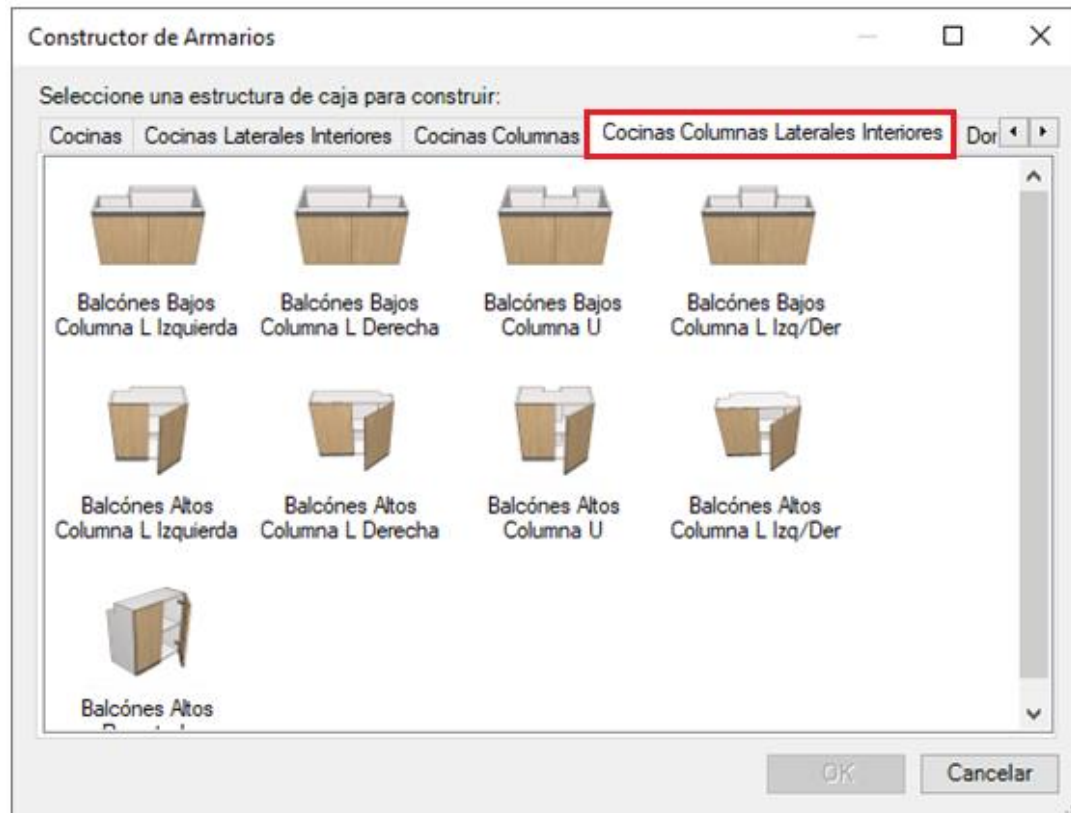 Constructor de Armarios
Seleccione una estructura de caja para construir:
Cocinas Cocinas Laterales Interiores Cocinas Columnas Cocinas Columnas Laterales Interiores Dor
Balcónes Bajos Balcónes Bajos Balcónes Bajos Balcónes Bajos
Columna L Izquierda Columna L Derecha Columna U Columna L Izq/Der
Balcónes Altos Balcónes Altos Balcónes Altos Balcónes Altos
Columna L Izquierda Columna L Derecha Columna U Columna L Izq/Der
Balcónes Altos
OK Cancelar